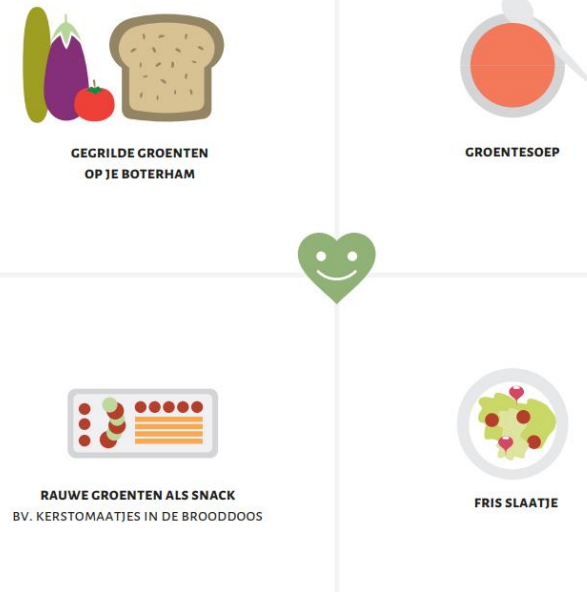 GEGRILDE GROENTEN
OP JE BOTERHAM
GROENTESOEP
RAUWE GROENTEN ALS SNACK
BV. KERSTOMAATJES IN DE BROODDOOS
FRIS SLAATJE